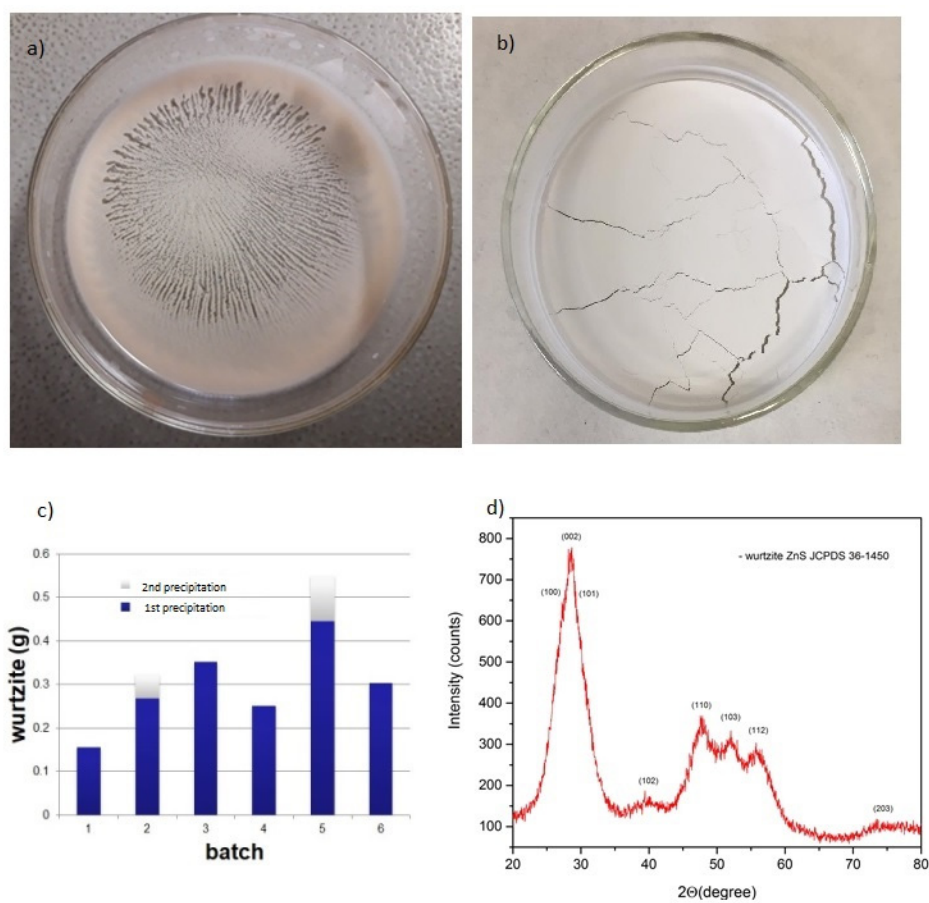 a)
b)
c)
0.6
0.5
0.4
0.3
0.2
0.1
0
wurtzite (g)
2nd precipitation
1st precipitation
1 2 3 4 5 6
batch
d)
800
700
600
500
400
300
200
100
Intensity (counts)
- wurtzite ZnS JCPDS 36-1450
(002)
(100) (101)
(110)
(103)
(112)
(102)
(203)
20 30 40 50 60 70 80
2Θ(degree)